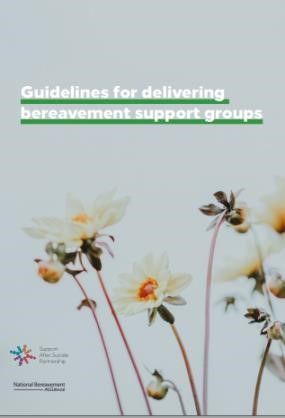 Guidelines for delivering
bereavement support groups
Support
After Suicide
Partnership
National Bereavement
Alliance